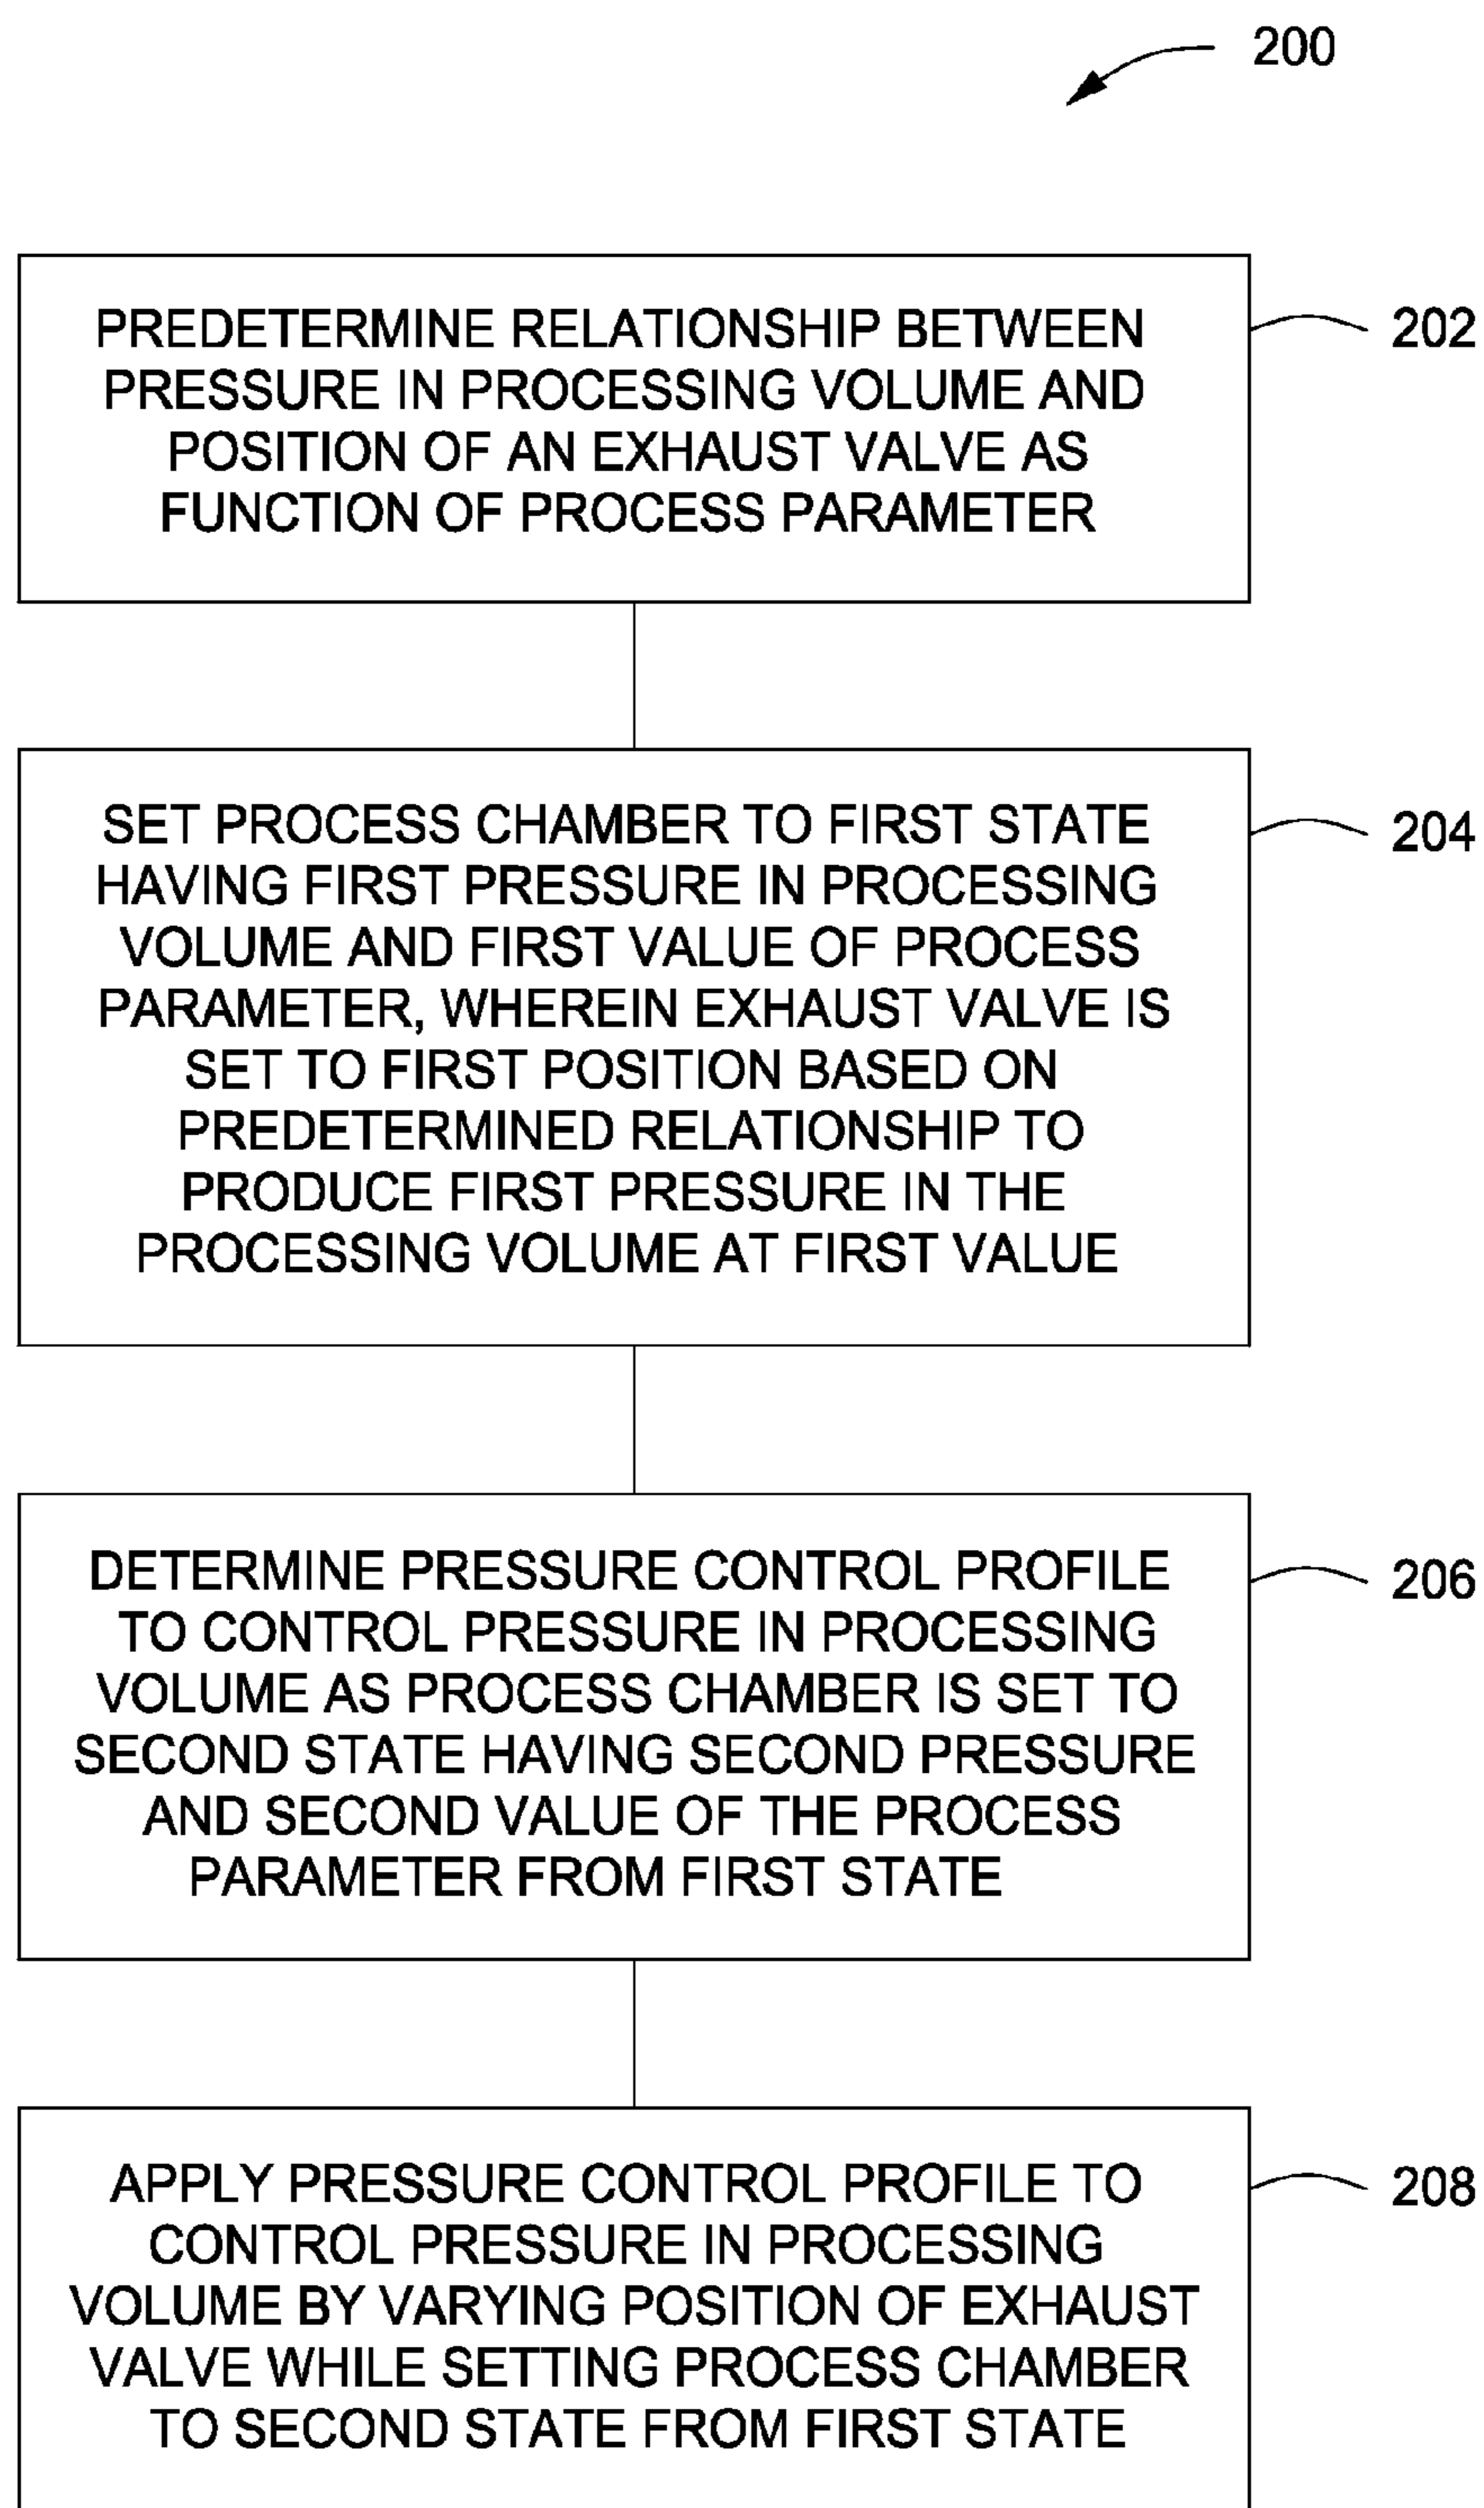 200
PREDETERMINE RELATIONSHIP BETWEEN
PRESSURE IN PROCESSING VOLUME AND
POSITION OF AN EXHAUST VALVE AS
FUNCTION OF PROCESS PARAMETER
202
SET PROCESS CHAMBER TO FIRST STATE
HAVING FIRST PRESSURE IN PROCESSING
VOLUME AND FIRST VALUE OF PROCESS
PARAMETER, WHEREIN EXHAUST VALVE IS
SET TO FIRST POSITION BASED ON
PREDETERMINED RELATIONSHIP TO
PRODUCE FIRST PRESSURE IN THE
PROCESSING VOLUME AT FIRST VALUE
204
DETERMINE PRESSURE CONTROL PROFILE
TO CONTROL PRESSURE IN PROCESSING
VOLUME AS PROCESS CHAMBER IS SET TO
SECOND STATE HAVING SECOND PRESSURE
AND SECOND VALUE OF THE PROCESS
PARAMETER FROM FIRST STATE
206
APPLY PRESSURE CONTROL PROFILE TO
CONTROL PRESSURE IN PROCESSING
VOLUME BY VARYING POSITION OF EXHAUST
VALVE WHILE SETTING PROCESS CHAMBER
TO SECOND STATE FROM FIRST STATE
208